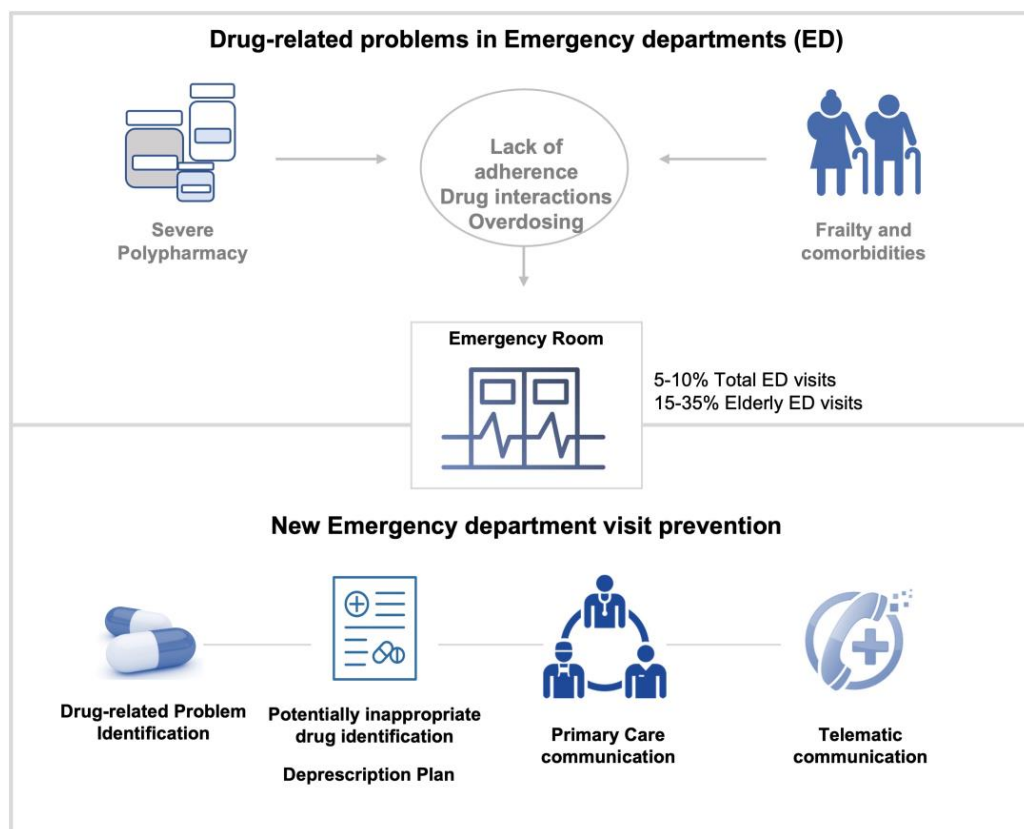 Drug-related problems in Emergency departments (ED)
Lack of
adherence
Drug interactions
Overdosing
Severe
Polypharmacy
Frailty and
comorbidities
Emergency Room
5-10% Total ED visits
15-35% Elderly ED visits
New Emergency department visit prevention
Drug-related Problem
Identification
Potentially inappropriate
drug identification
Deprescription Plan
Primary Care
communication
Telematic
communication